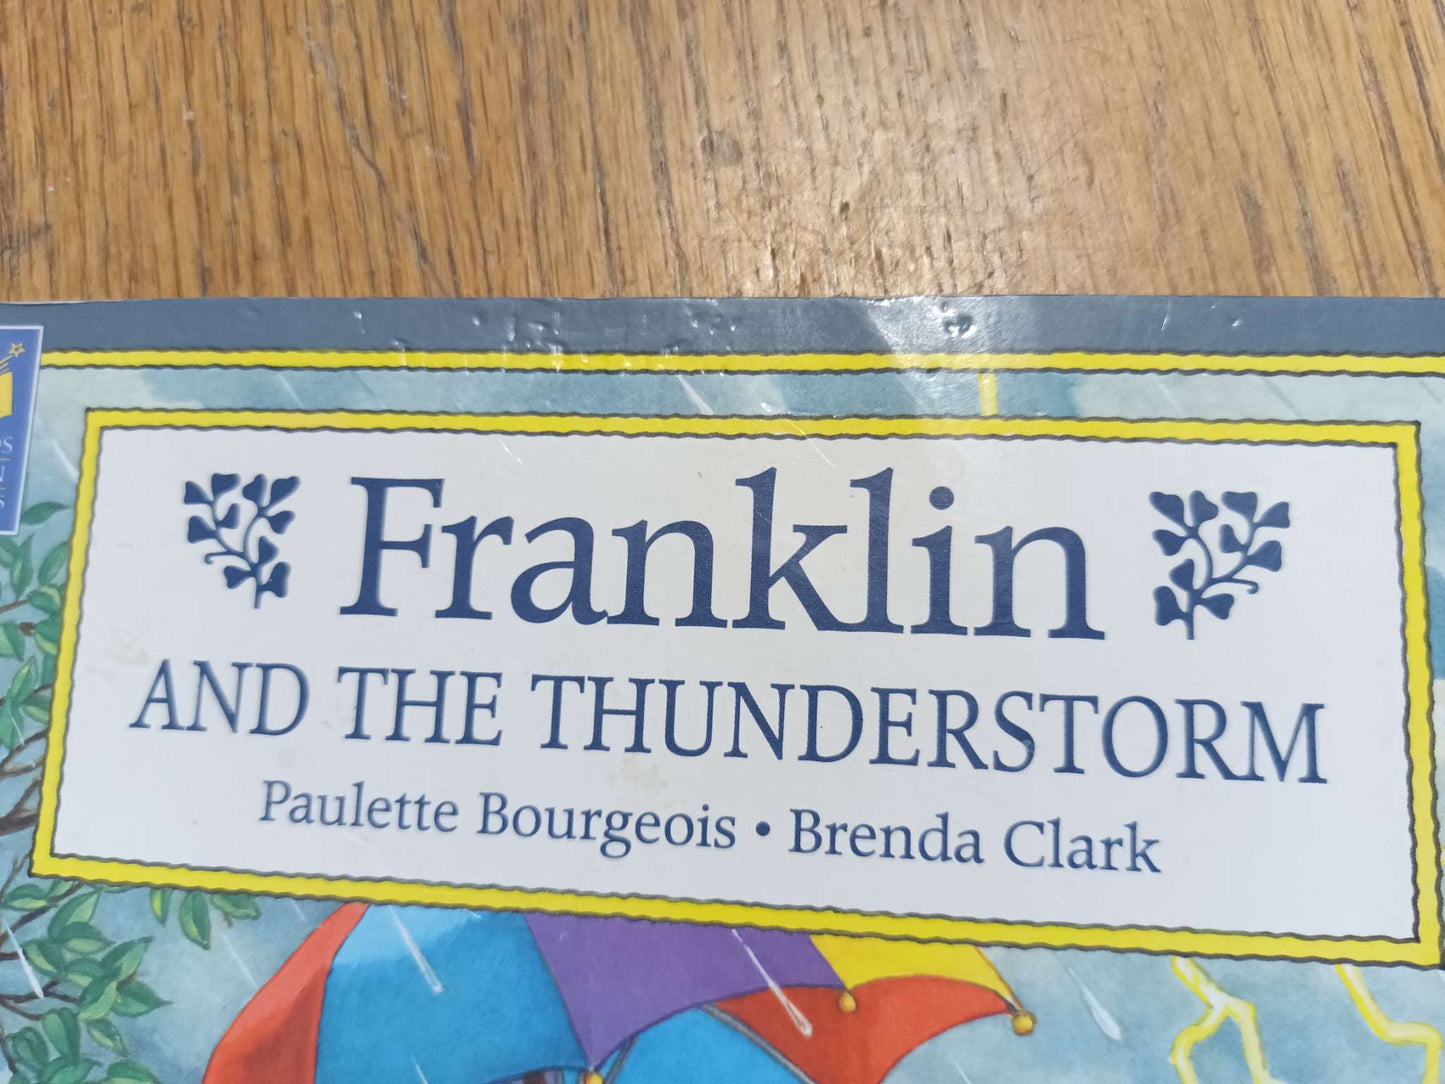 Franklin
AND THE THUNDERSTORM
Paulette Bourgeois • Brenda Clark